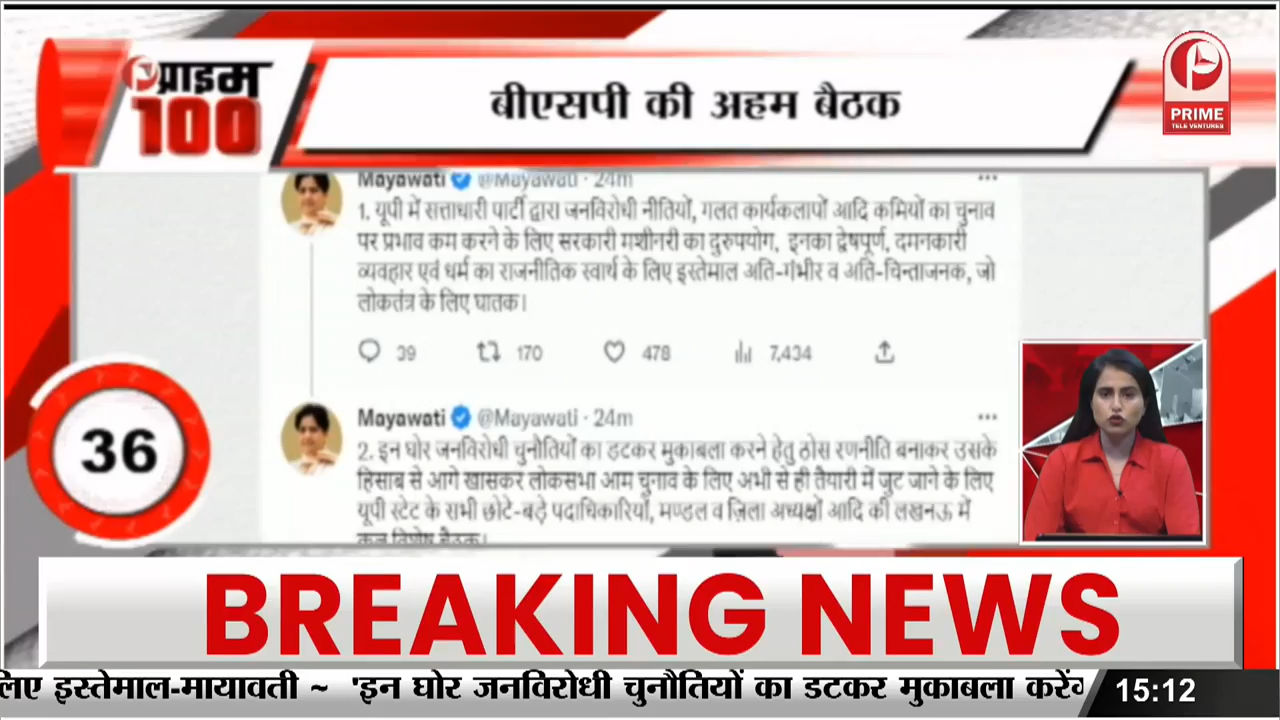 प्राइम
100
बीएसपी की अहम बैठक
PRIME
TELE VENTURES
Mayawati @Mayawati · 24m
1. यूपी में सत्ताधारी पार्टी द्वारा जनविरोधी नीतियों, गलत कार्यकलापों आदि कमियों का चुनाव
पर प्रभाव कम करने के लिए सरकारी मशीनरी का दुरुपयोग, इनका द्वेषपूर्ण, दमनकारी
व्यवहार एवं धर्म का राजनीतिक स्वार्थ के लिए इस्तेमाल अति-गंभीर व अति-चिन्ताजनक, जो
लोकतंत्र के लिए घातक।
39 170 478 7,434
Mayawati @Mayawati · 24m
2. इन घोर जनविरोधी चुनौतियों का डटकर मुकाबला करने हेतु ठोस रणनीति बनाकर उसके
हिसाब से आगे खासकर लोकसभा आम चुनाव के लिए अभी से ही तैयारी में जुट जाने के लिए
यूपी स्टेट के सभी छोटे-बड़े पदाधिकारियों, मण्डल व ज़िला अध्यक्षों आदि की लखनऊ में
कल विशेष बैठक।
36
BREAKING NEWS
लिए इस्तेमाल-मायावती ~ 'इन घोर जनविरोधी चुनौतियों का डटकर मुकाबला करें
15:12